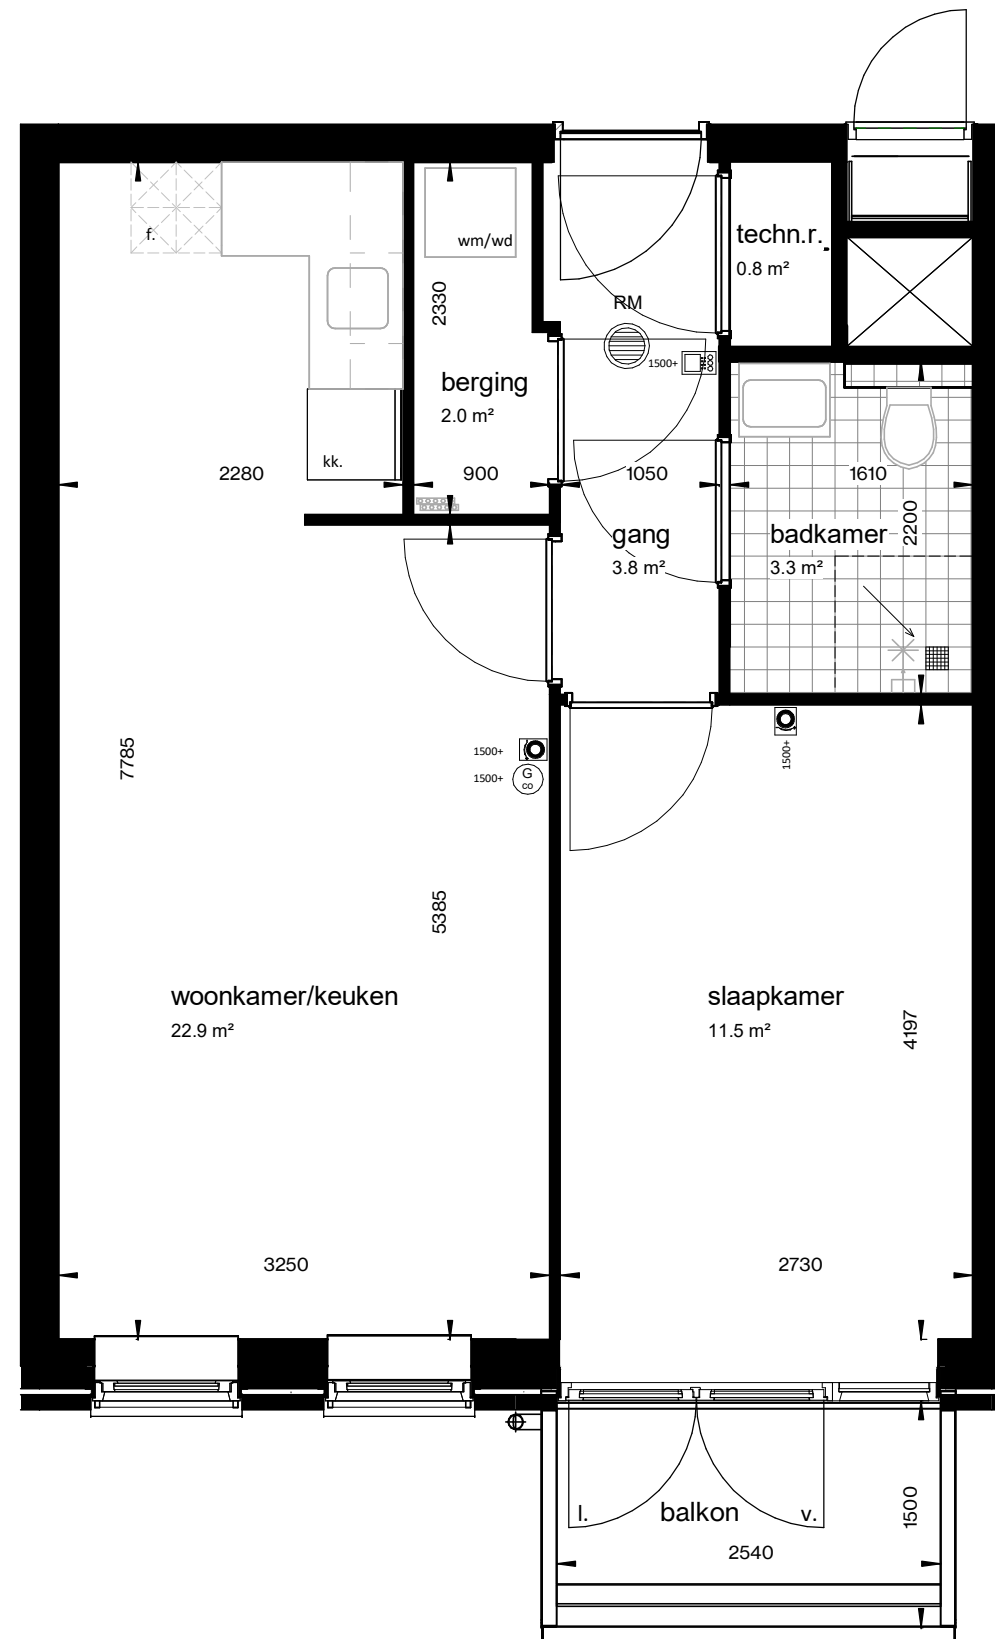 f.
wm/wd
techn.r.
0.8 m²
2330
RM
1500+
berging
2.0 m²
kk.
2280
900
1050
1610
2200
gang
3.8 m²
badkamer
3.3 m²
7785
1500+
1500+
G
co
1500+
5385
woonkamer/keuken
22.9 m²
slaapkamer
11.5 m²
4197
3250
2730
l.
balkon
v.
1500
2540